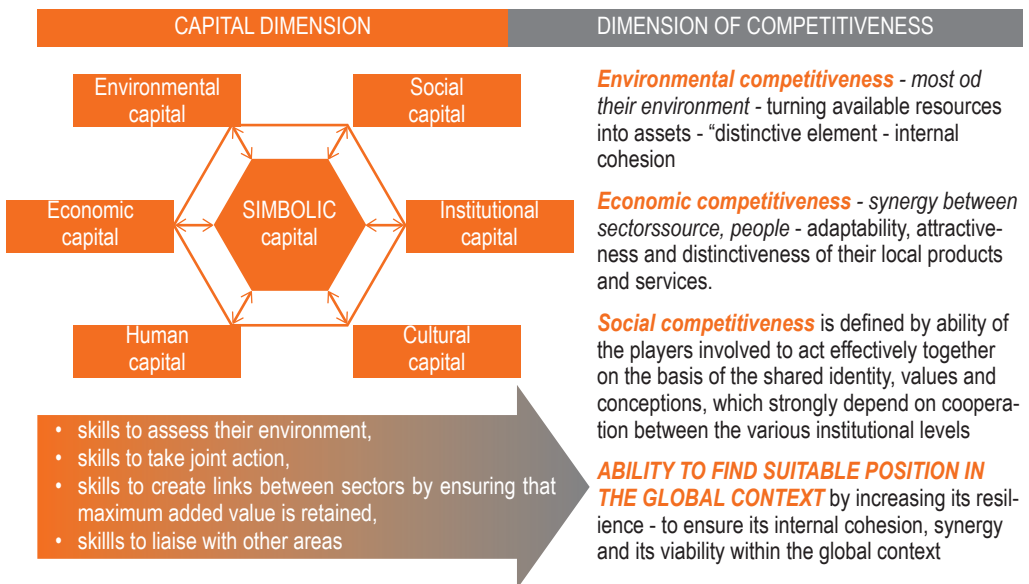 CAPITAL DIMENSION
DIMENSION OF COMPETITIVENESS
Environmental
capital
Social
capital
Economic
capital
SIMBOLIC
capital
Institutional
capital
Human
capital
Cultural
capital
• skills to assess their environment,
• skills to take joint action,
• skills to create links between sectors by ensuring that
maximum added value is retained,
• skillls to liaise with other areas
Environmental competitiveness - most od
their environment - turning available resources
into assets - “distinctive element - internal
cohesion
Economic competitiveness - synergy between
sectorssource, people - adaptability, attractive-
ness and distinctiveness of their local products
and services.
Social competitiveness is defined by ability of
the players involved to act effectively together
on the basis of the shared identity, values and
conceptions, which strongly depend on coopera-
tion between the various institutional levels
ABILITY TO FIND SUITABLE POSITION IN
THE GLOBAL CONTEXT by increasing its resil-
ience - to ensure its internal cohesion, synergy
and its viability within the global context